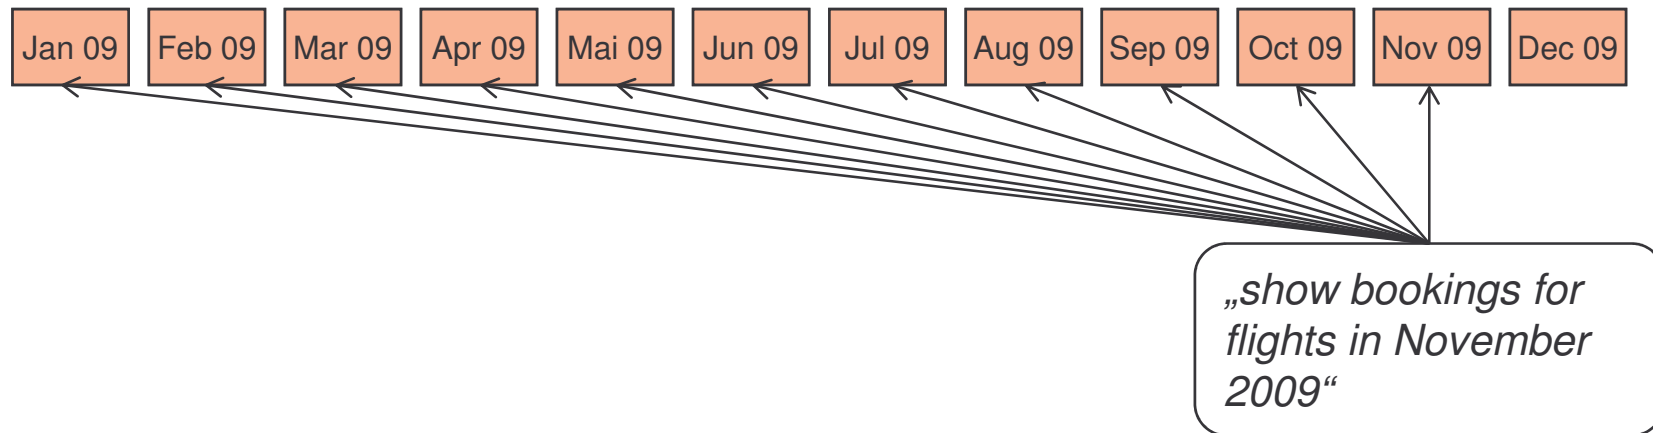 Jan 09 Feb 09 Mar 09 Apr 09 Mai 09 Jun 09 Jul 09 Aug 09 Sep 09 Oct 09 Nov 09 Dec 09
„show bookings for
flights in November
2009“